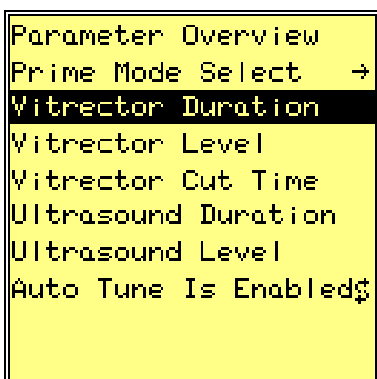 Parameter Overview
Prime Mode Select →
Vitrector Duration
Vitrector Level
Vitrector Cut Time
Ultrasound Duration
Ultrasound Level
Auto Tune Is Enabled